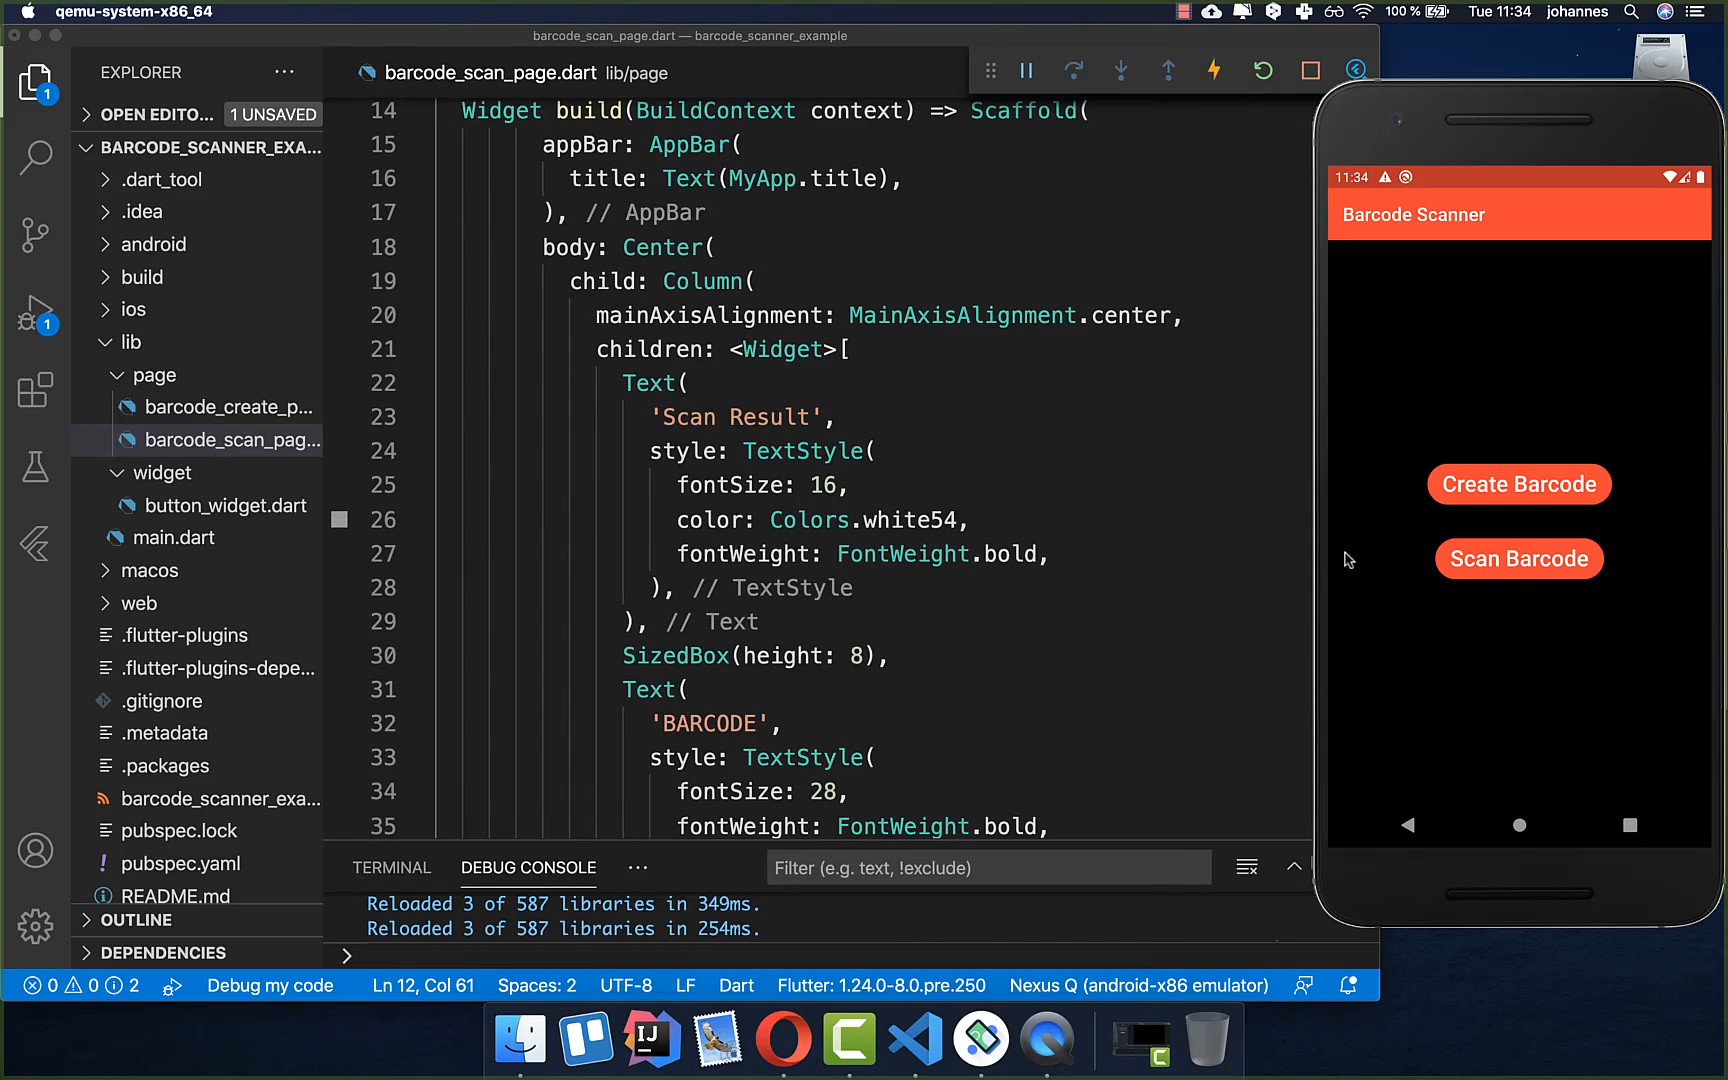 qemu-system-x86_64
100 %
Tue 11:34
johannes
barcode_scan_page.dart — barcode_scanner_example
EXPLORER
barcode_scan_page.dart lib/page
OPEN EDITO...
1 UNSAVED
BARCODE_SCANNER_EXA...
.dart_tool
.idea
android
build
ios
lib
page
barcode_create_p...
barcode_scan_pag...
widget
button_widget.dart
main.dart
macos
web
.flutter-plugins
.flutter-plugins-depe...
.gitignore
.metadata
.packages
barcode_scanner_exa...
pubspec.lock
pubspec.yaml
README.md
OUTLINE
DEPENDENCIES
1
1
14 Widget build(BuildContext context) => Scaffold(
15 appBar: AppBar(
16 title: Text(MyApp.title),
17 ), // AppBar
18 body: Center(
19 child: Column(
20 mainAxisAlignment: MainAxisAlignment.center,
21 children: <Widget>[
22 Text(
23 'Scan Result',
24 style: TextStyle(
25 fontSize: 16,
26 color: Colors.white54,
27 fontWeight: FontWeight.bold,
28 ), // TextStyle
29 ), // Text
30 SizedBox(height: 8),
31 Text(
32 'BARCODE',
33 style: TextStyle(
34 fontSize: 28,
35 fontWeight: FontWeight.bold,
TERMINAL
DEBUG CONSOLE
...
Filter (e.g. text, !exclude)
Reloaded 3 of 587 libraries in 349ms.
Reloaded 3 of 587 libraries in 254ms.
0 0 2
Debug my code
Ln 12, Col 61
Spaces: 2
UTF-8
LF
Dart
Flutter: 1.24.0-8.0.pre.250
Nexus Q (android-x86 emulator)
11:34
Barcode Scanner
Create Barcode
Scan Barcode
IJ